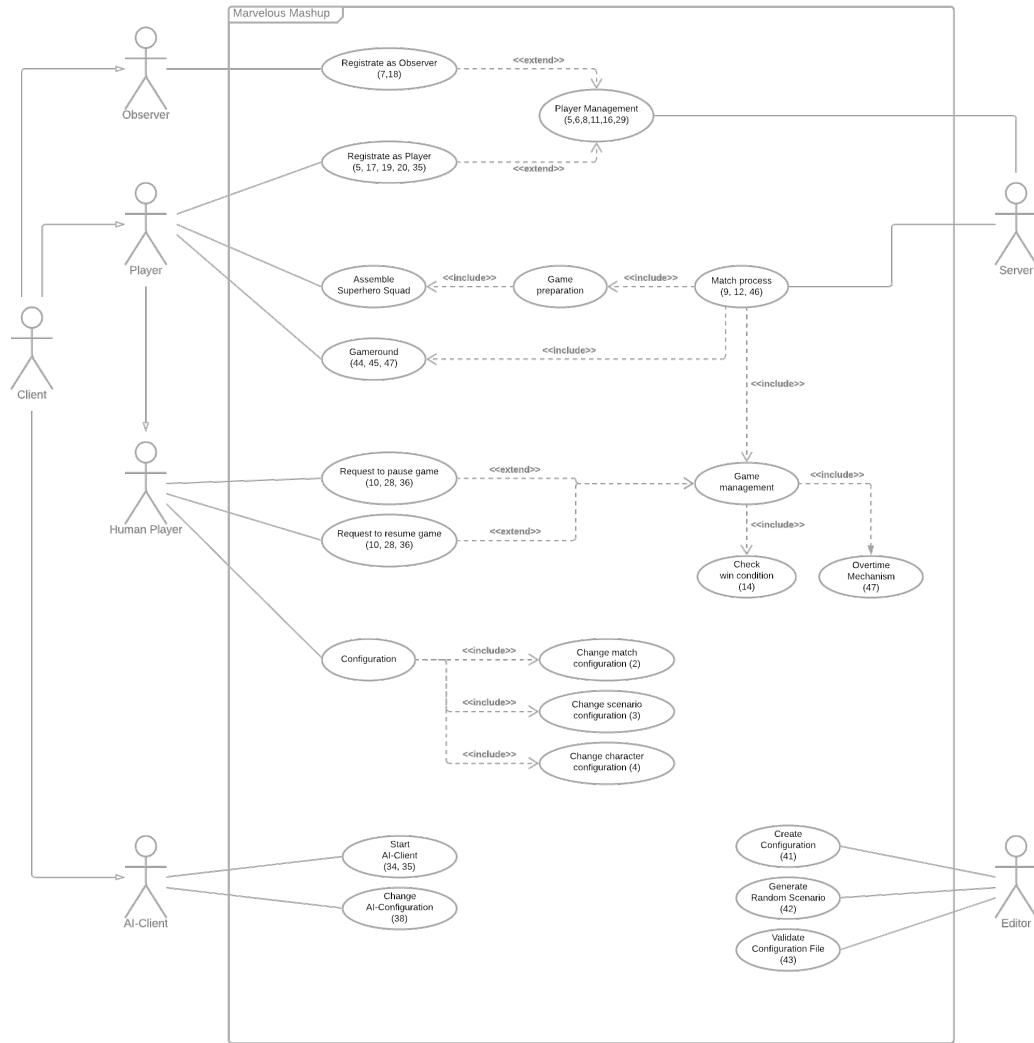 Marvelous Mashup
Registrate as Observer
(7,18)
<<extend>>
Player Management
(5,6,8,11,16,29)
Observer
Registrate as Player
(5, 17, 19, 20, 35)
<<extend>>
Player
Server
Assemble
Superhero Squad
<<include>>
Game
preparation
<<include>>
Match process
(9, 12, 46)
Gameround
(44, 45, 47)
<<include>>
<<include>>
Client
Human Player
Request to pause game
(10, 28, 36)
<<extend>>
Request to resume game
(10, 28, 36)
<<extend>>
Game
management
<<include>>
<<include>>
Check
win condition
(14)
Overtime
Mechanism
(47)
Configuration
<<include>>
Change match
configuration (2)
<<include>>
Change scenario
configuration (3)
<<include>>
Change character
configuration (4)
Start
AI-Client
(34, 35)
Change
AI-Configuration
(38)
AI-Client
Create
Configuration
(41)
Generate
Random Scenario
(42)
Validate
Configuration File
(43)
Editor